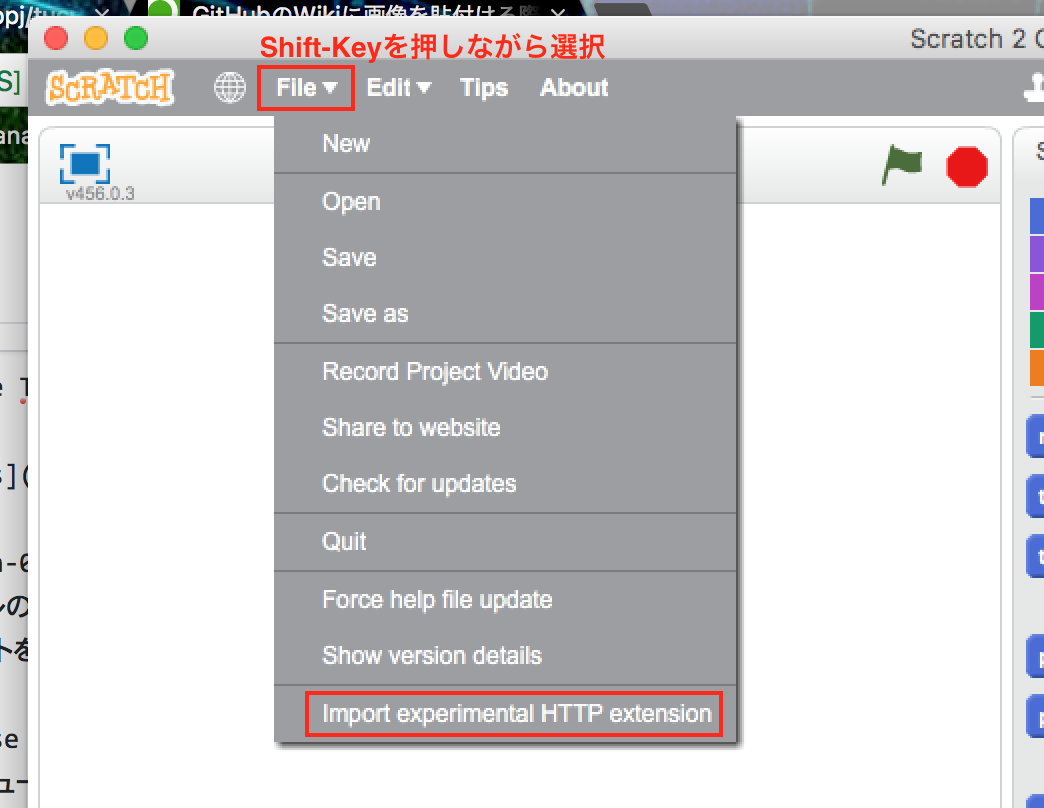 GitHubのWikiに画像を貼付ける際
Shift-Keyを押しながら選択
Scratch 2
SCRATCH
File
Edit
Tips
About
v456.0.3
New
Open
Save
Save as
Record Project Video
Share to website
Check for updates
Quit
Force help file update
Show version details
Import experimental HTTP extension